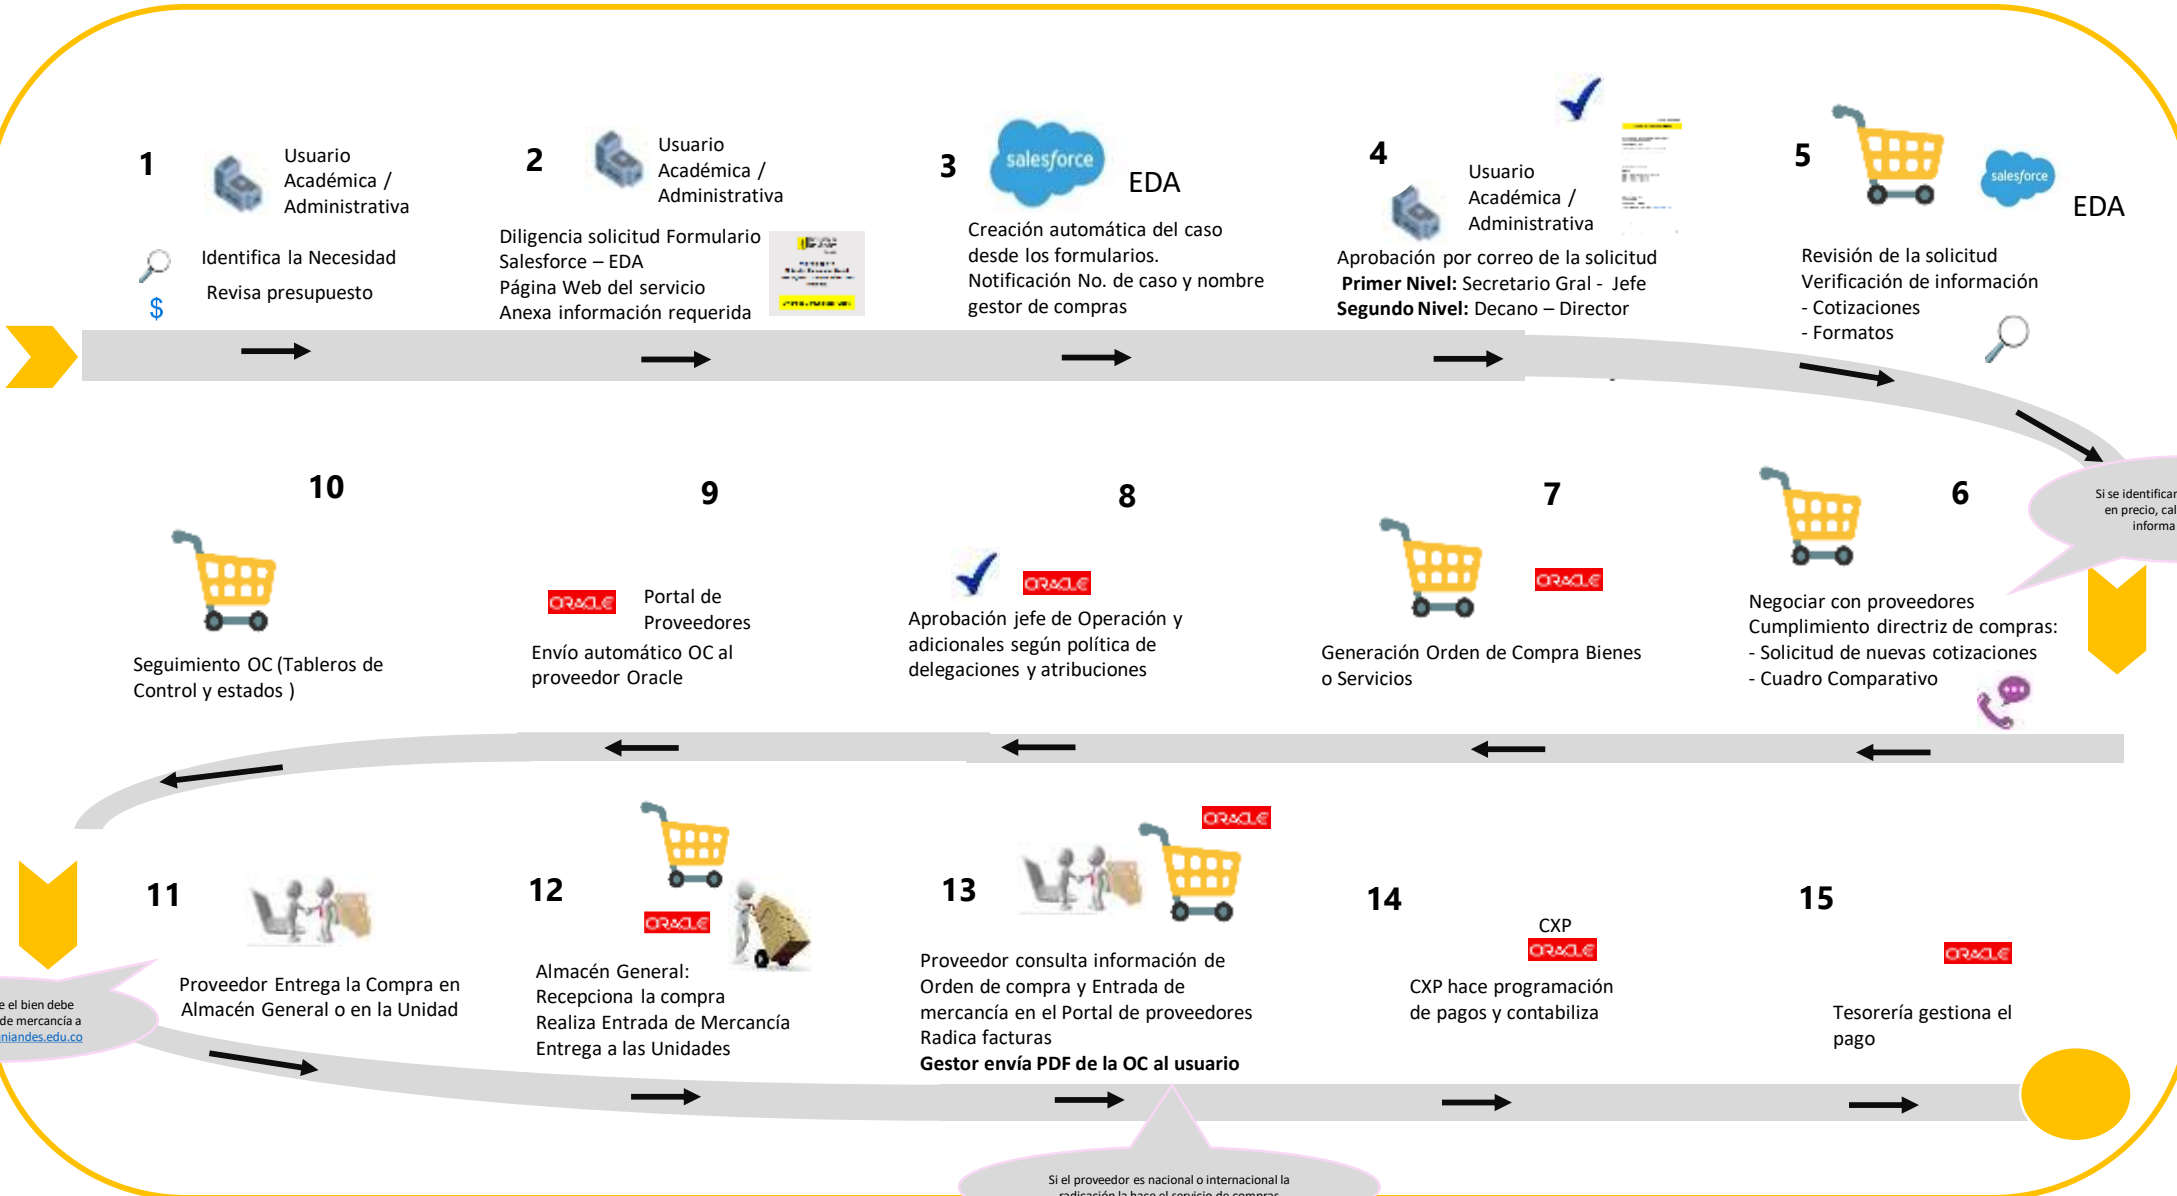 1
Usuario
Académica /
Administrativa
Identifica la Necesidad
Revisa presupuesto
$
2
Usuario
Académica /
Administrativa
Diligencia solicitud Formulario
Salesforce – EDA
Página Web del servicio
Anexa información requerida
3
salesforce
EDA
Creación automática del caso
desde los formularios.
Notificación No. de caso y nombre
gestor de compras
4
Usuario
Académica /
Administrativa
Aprobación por correo de la solicitud
Primer Nivel: Secretario Gral - Jefe
Segundo Nivel: Decano – Director
5
salesforce
EDA
Revisión de la solicitud
Verificación de información
- Cotizaciones
- Formatos
Si se identifican
en precio, cal
informa
6
Negociar con proveedores
Cumplimiento directriz de compras:
- Solicitud de nuevas cotizaciones
- Cuadro Comparativo
7
ORACLE
Generación Orden de Compra Bienes
o Servicios
8
ORACLE
Aprobación jefe de Operación y
adicionales según política de
delegaciones y atribuciones
9
ORACLE
Portal de
Proveedores
Envío automático OC al
proveedor Oracle
10
Seguimiento OC (Tableros de
Control y estados )
e el bien debe
de mercancía a
niandes.edu.co
11
Proveedor Entrega la Compra en
Almacén General o en la Unidad
12
ORACLE
Almacén General:
Recepciona la compra
Realiza Entrada de Mercancía
Entrega a las Unidades
13
ORACLE
Proveedor consulta información de
Orden de compra y Entrada de
mercancía en el Portal de proveedores
Radica facturas
Gestor envía PDF de la OC al usuario
Si el proveedor es nacional o internacional la
radicación la hace el servicio de compras
14
CXP
ORACLE
CXP hace programación
de pagos y contabiliza
15
ORACLE
Tesorería gestiona el
pago